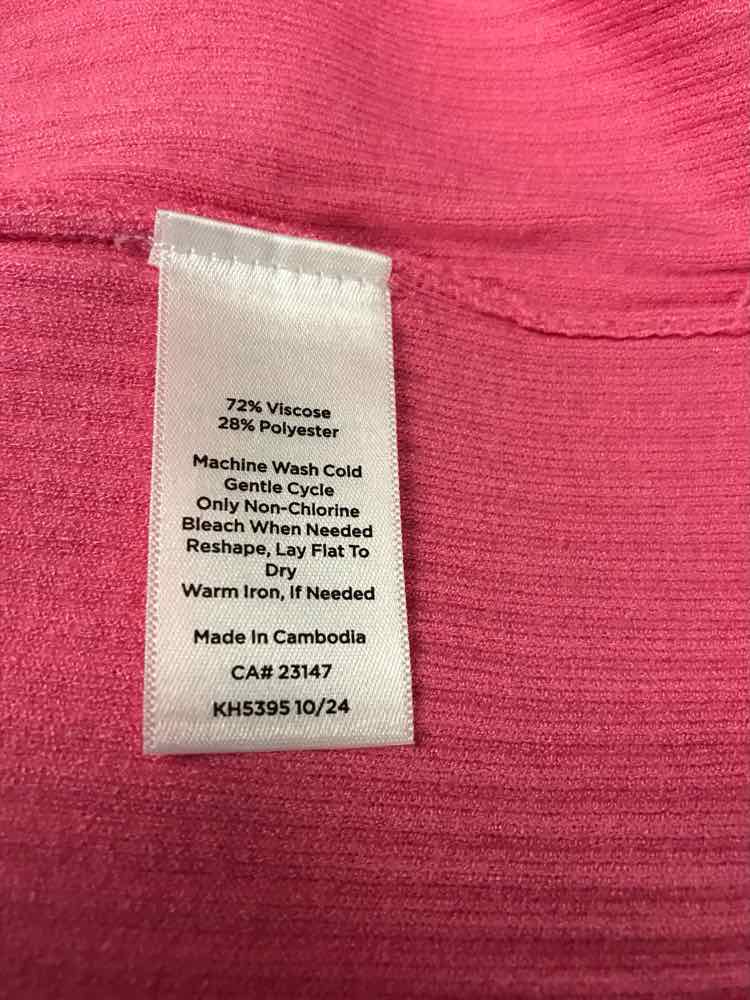 72% Viscose
28% Polyester
Machine Wash Cold
Gentle Cycle
Only Non-Chlorine
Bleach When Needed
Reshape, Lay Flat To
Dry
Warm Iron, If Needed
Made In Cambodia
CA# 23147
KH5395 10/24